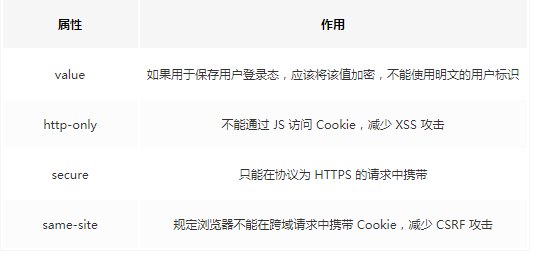 属性 作用
value 如果用于保存用户登录态，应该将该值加密，不能使用明文的用户标识
http-only 不能通过 JS 访问 Cookie，减少 XSS 攻击
secure 只能在协议为 HTTPS 的请求中携带
same-site 规定浏览器不能在跨域请求中携带 Cookie，减少 CSRF 攻击